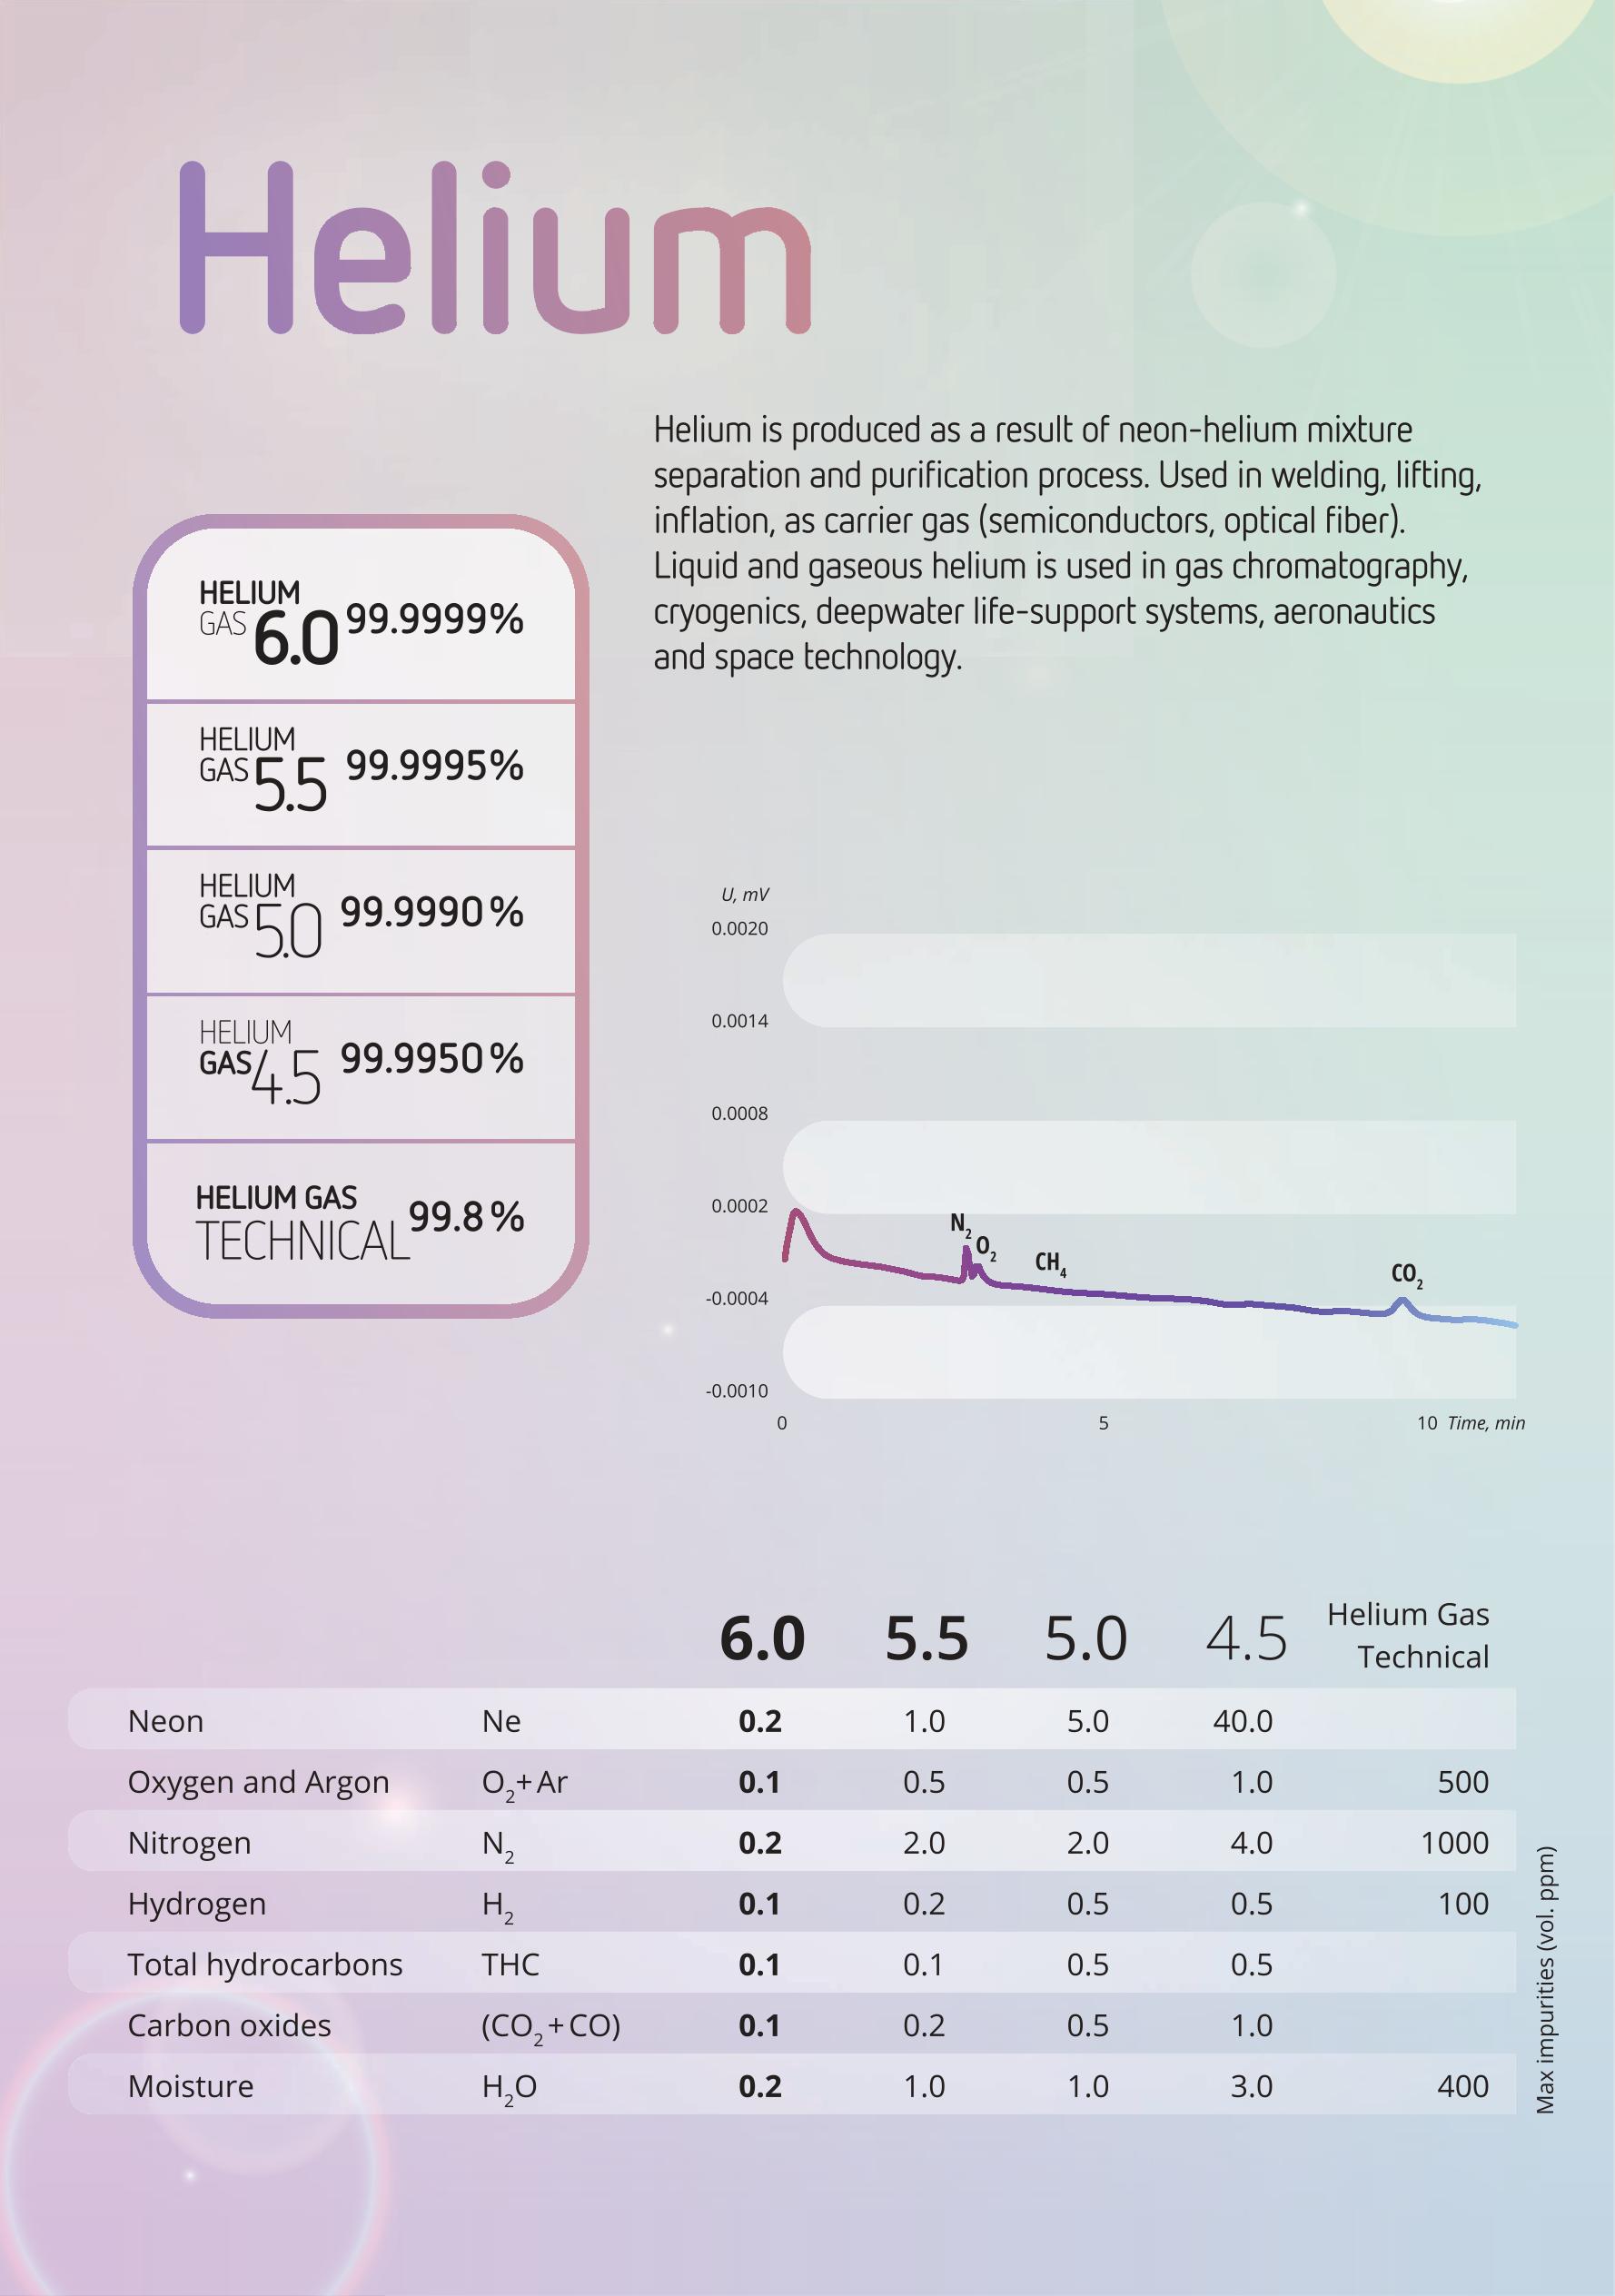 Helium
Helium is produced as a result of neon-helium mixture
separation and purification process. Used in welding, lifting,
inflation, as carrier gas (semiconductors, optical fiber).
Liquid and gaseous helium is used in gas chromatography,
cryogenics, deepwater life-support systems, aeronautics
and space technology.
HELIUM
GAS 6.0 99.9999%
HELIUM
GAS 5.5 99.9995%
HELIUM
GAS 5.0 99.9990%
HELIUM
GAS 4.5 99.9950%
HELIUM GAS
TECHNICAL 99.8%
U, mV
0.0020
0.0014
0.0008
0.0002
-0.0004
-0.0010
N₂
O₂
CH₄
CO₂
0 5 10 Time, min
6.0 5.5 5.0 4.5 Helium Gas
Technical
Neon Ne 0.2 1.0 5.0 40.0
Oxygen and Argon O₂+Ar 0.1 0.5 0.5 1.0 500
Nitrogen N₂ 0.2 2.0 2.0 4.0 1000
Hydrogen H₂ 0.1 0.2 0.5 0.5 100
Total hydrocarbons THC 0.1 0.1 0.5 0.5
Carbon oxides (CO₂+CO) 0.1 0.2 0.5 1.0
Moisture H₂O 0.2 1.0 1.0 3.0 400
Max impurities (vol. ppm)